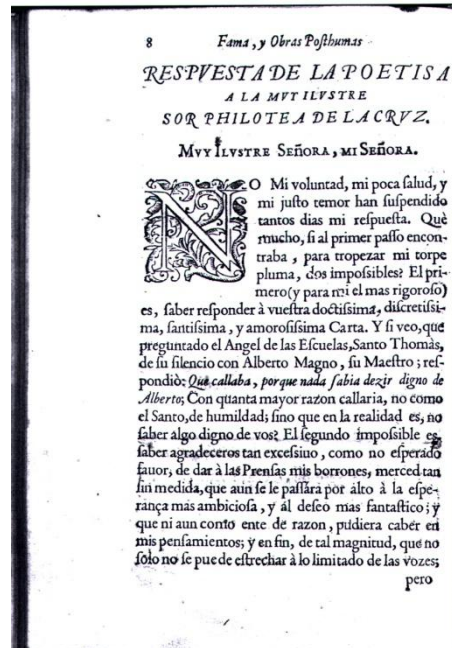 8 Fama, y Obras Posthumas
RESPVESTA DE LA POETISA
A LA MVY ILVSTRE
SOR PHILOTEA DE LA CRVZ.
MVY ILVSTRE SEÑORA, MI SEÑORA.
NO Mi voluntad, mi poca ſalud, y
mi juſto temor han ſuſpendido
tantos dias mi reſpueſta. Què
mucho, ſi al primer paſſo encon-
traba, para tropezar mi torpe
pluma, dos impoſsibles? El pri-
mero (y para mi el mas rigoroſo)
es, ſaber reſponder à vueſtra doctiſsima, diſcretiſsi-
ma, ſantiſsima, y amoroſiſsima Carta. Y ſi veo, que
preguntado el Angel de las Eſcuelas, Santo Thomàs,
de ſu ſilencio con Alberto Magno, ſu Maeſtro; reſ-
pondiò: Que callaba, porque nada ſabia dezir digno de
Alberto; Con quanta mayor razon callaria, no como
el Santo, de humildad; ſino que en la realidad es, no
ſaber algo digno de vos? El ſegundo impoſsible es,
ſaber agradeceros tan exceſsiuo, como no eſperado
fauor, de dar à las Prenſas mis borrones, merced tan
ſin medida, que aun ſe le paſſàra por alto à la eſpe-
rança mas ambicioſa, y àl deſeo mas fantaſtico; y
que ni aun como ente de razon, pudiera caber en
mis penſamientos; y en fin, de tal magnitud, que no
ſolo no ſe puede eſtrechar à lo limitado de las vozes;
pero